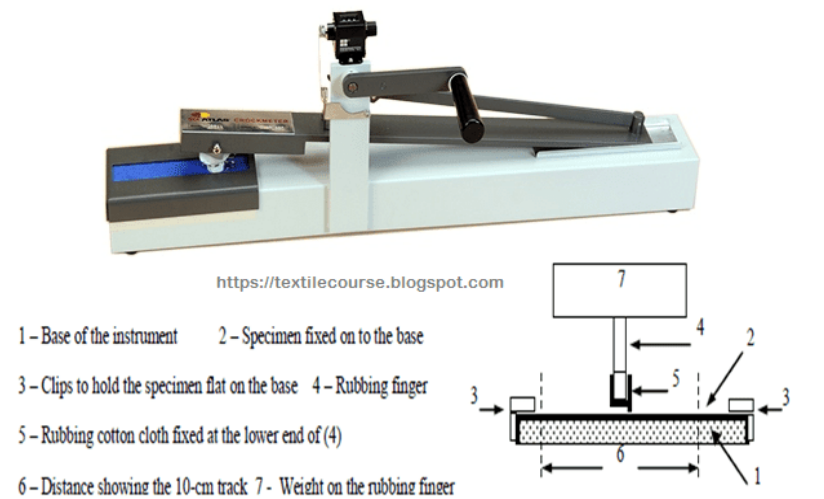 ATLAS CROCKMETER
https://textilecourse.blogspot.com
1 – Base of the instrument 2 – Specimen fixed on to the base
3 – Clips to hold the specimen flat on the base 4 – Rubbing finger
5 – Rubbing cotton cloth fixed at the lower end of (4)
6 – Distance showing the 10-cm track 7 - Weight on the rubbing finger
7
4
2
5
3
3
6
1